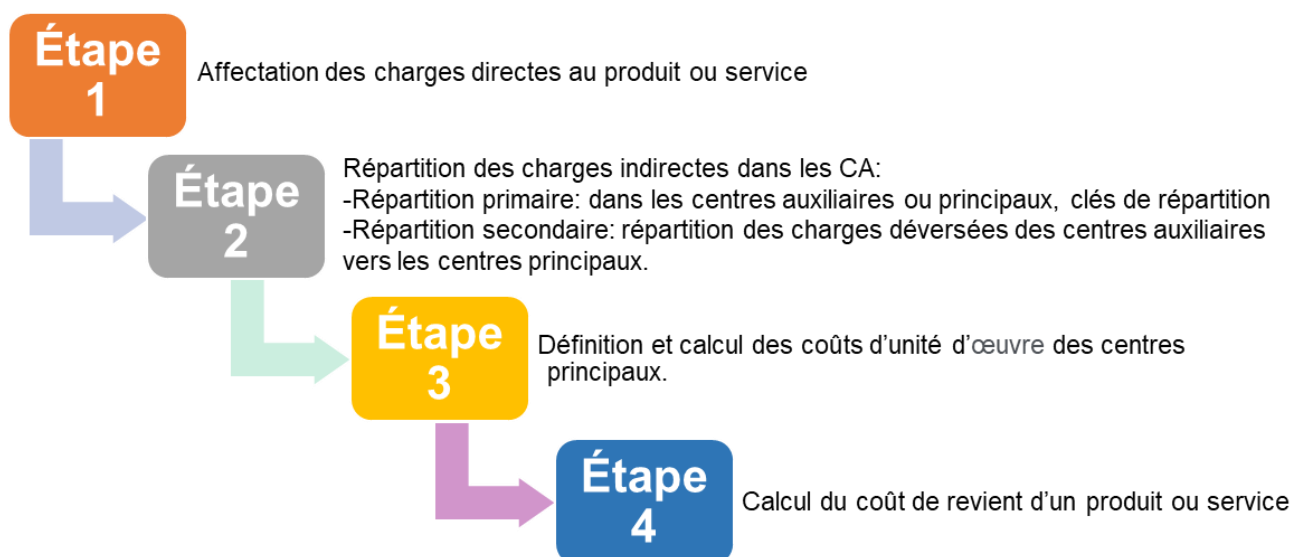 Étape
1
Affectation des charges directes au produit ou service
Étape
2
Répartition des charges indirectes dans les CA:
-Répartition primaire: dans les centres auxiliaires ou principaux, clés de répartition
-Répartition secondaire: répartition des charges déversées des centres auxiliaires
vers les centres principaux.
Étape
3
Définition et calcul des coûts d'unité d'œuvre des centres
principaux.
Étape
4
Calcul du coût de revient d'un produit ou service